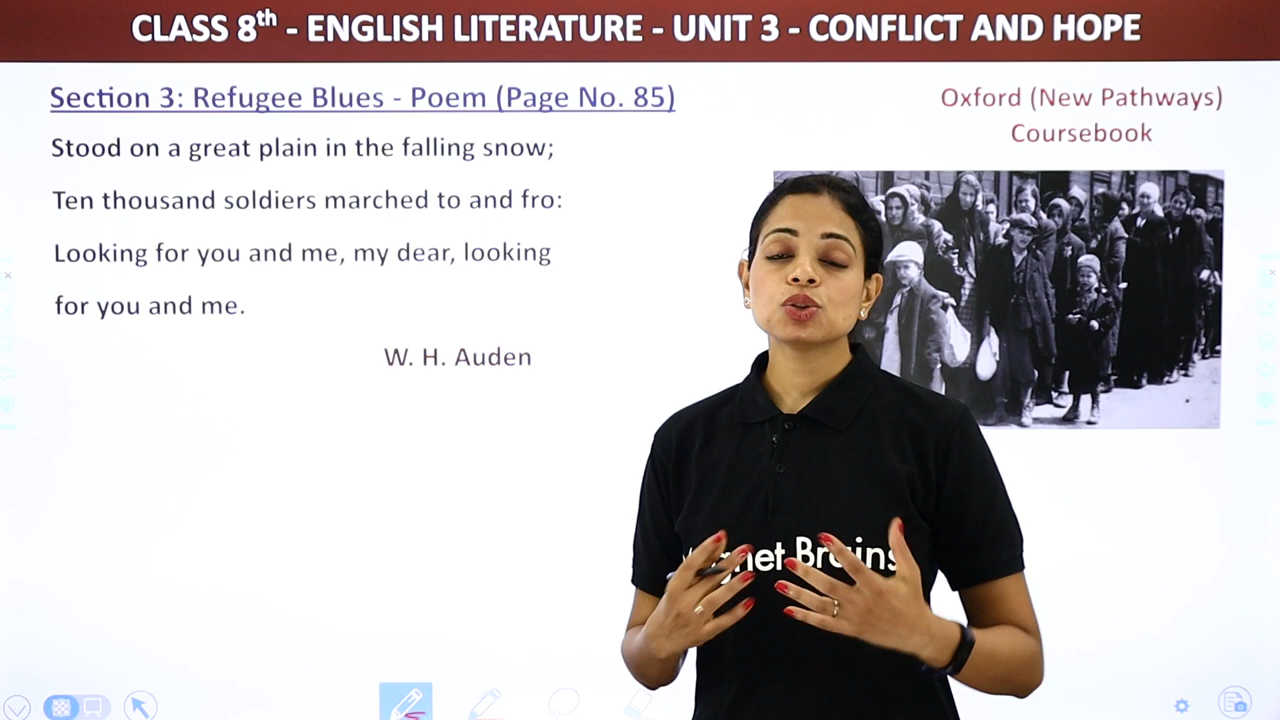 CLASS 8th - ENGLISH LITERATURE - UNIT 3 - CONFLICT AND HOPE
Section 3: Refugee Blues - Poem (Page No. 85)
Oxford (New Pathways)
Coursebook
Stood on a great plain in the falling snow;
Ten thousand soldiers marched to and fro:
Looking for you and me, my dear, looking
for you and me.
W. H. Auden
Brains